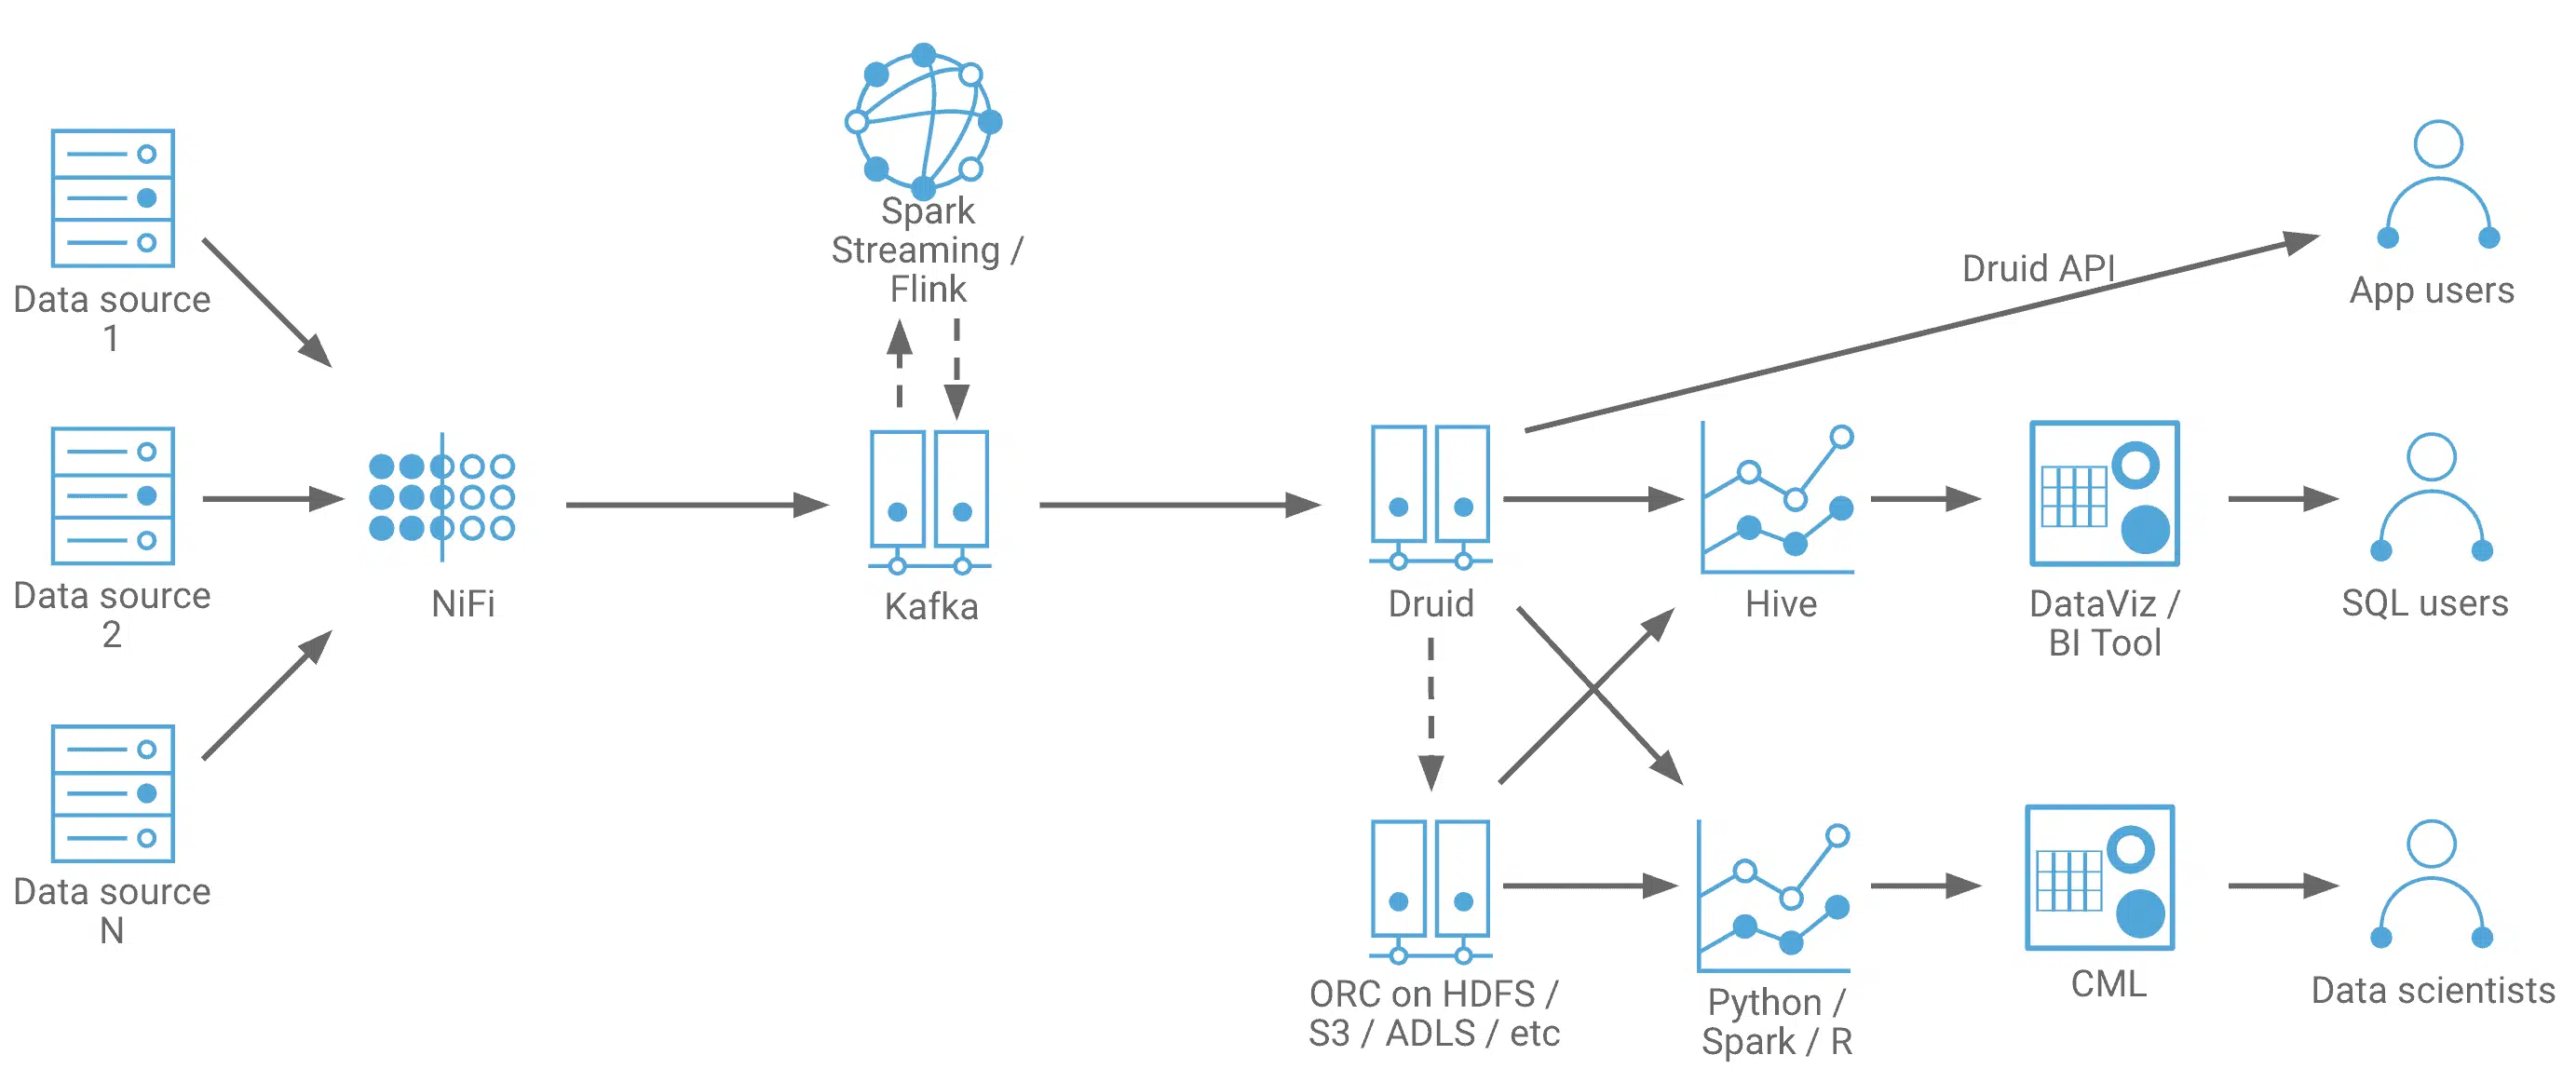 Data source
1
Data source
2
Data source
N
NiFi
Spark
Streaming /
Flink
Kafka
Druid
ORC on HDFS /
S3 / ADLS / etc
Druid API
Hive
Python /
Spark / R
DataViz /
BI Tool
CML
App users
SQL users
Data scientists